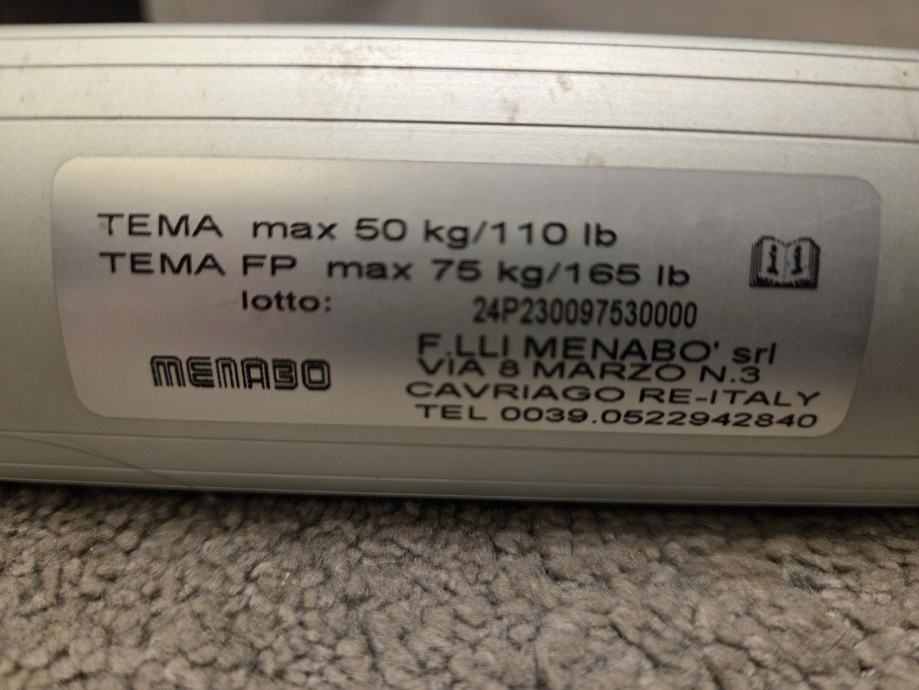 TEMA max 50 kg/110 lb
TEMA FP max 75 kg/165 lb
lotto: 24P230097530000
MENABO
F.LLI MENABO' srl
VIA 8 MARZO N.3
CAVRIAGO RE-ITALY
TEL 0039.0522942840